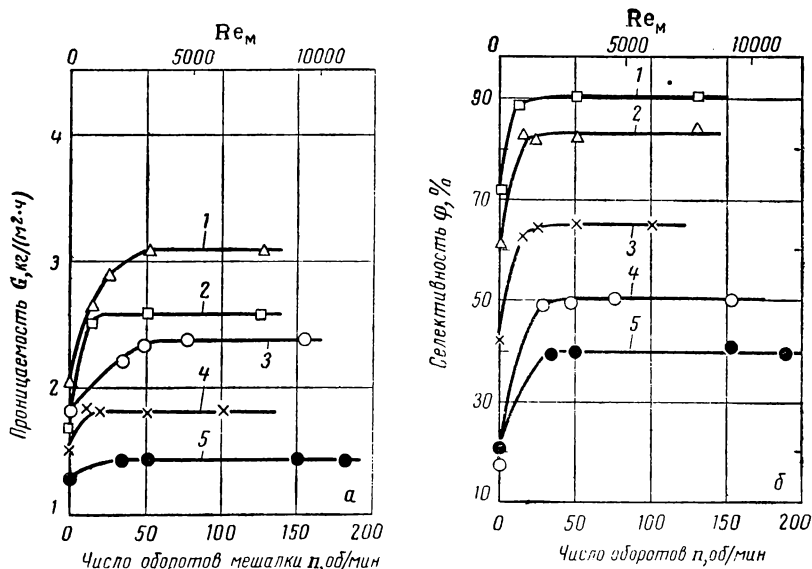 Re_М
0 5000 10000
4
3
2
1
Проницаемость G, кг/(м²·ч)
1
2
3
4
5
а
0 50 100 150 200
Число оборотов мешалки n, об/мин
Re_М
0 5000 10000
90
70
50
30
10
Селективность φ, %
1
2
3
4
5
б
0 50 100 150 200
Число оборотов n, об/мин